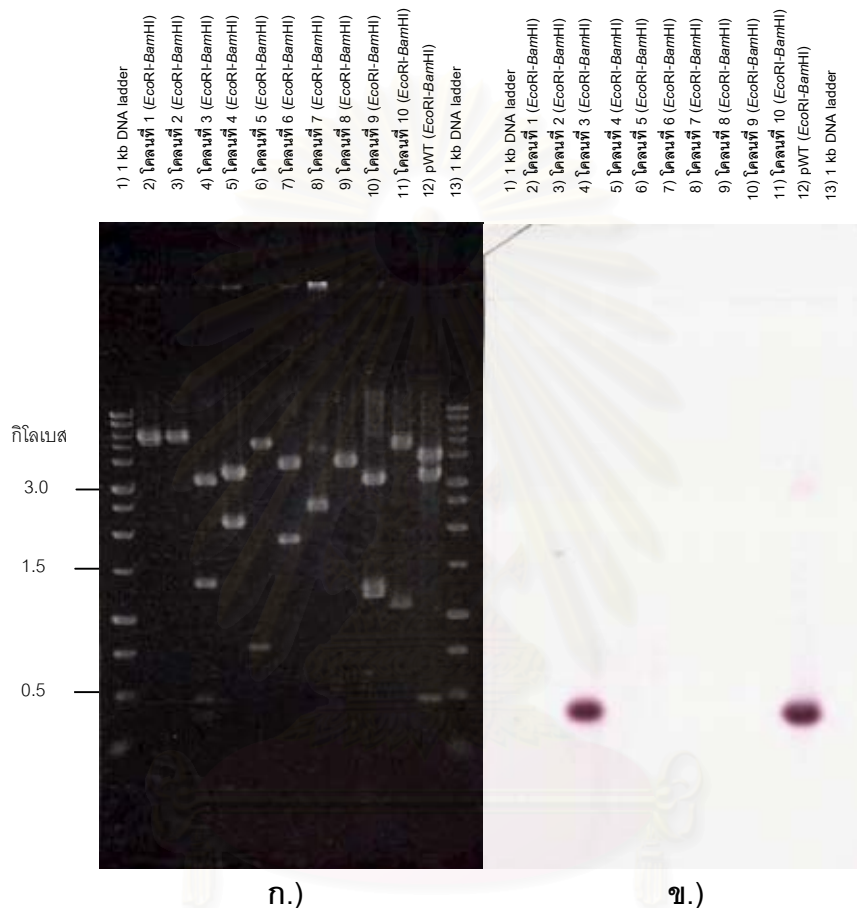 1) 1 kb DNA ladder
2) โคลนที่ 1 (EcoRI-BamHI)
3) โคลนที่ 2 (EcoRI-BamHI)
4) โคลนที่ 3 (EcoRI-BamHI)
5) โคลนที่ 4 (EcoRI-BamHI)
6) โคลนที่ 5 (EcoRI-BamHI)
7) โคลนที่ 6 (EcoRI-BamHI)
8) โคลนที่ 7 (EcoRI-BamHI)
9) โคลนที่ 8 (EcoRI-BamHI)
10) โคลนที่ 9 (EcoRI-BamHI)
11) โคลนที่ 10 (EcoRI-BamHI)
12) pWT (EcoRI-BamHI)
13) 1 kb DNA ladder
1) 1 kb DNA ladder
2) โคลนที่ 1 (EcoRI-BamHI)
3) โคลนที่ 2 (EcoRI-BamHI)
4) โคลนที่ 3 (EcoRI-BamHI)
5) โคลนที่ 4 (EcoRI-BamHI)
6) โคลนที่ 5 (EcoRI-BamHI)
7) โคลนที่ 6 (EcoRI-BamHI)
8) โคลนที่ 7 (EcoRI-BamHI)
9) โคลนที่ 8 (EcoRI-BamHI)
10) โคลนที่ 9 (EcoRI-BamHI)
11) โคลนที่ 10 (EcoRI-BamHI)
12) pWT (EcoRI-BamHI)
13) 1 kb DNA ladder
กิโลเบส
3.0
1.5
0.5
ก.)
ข.)